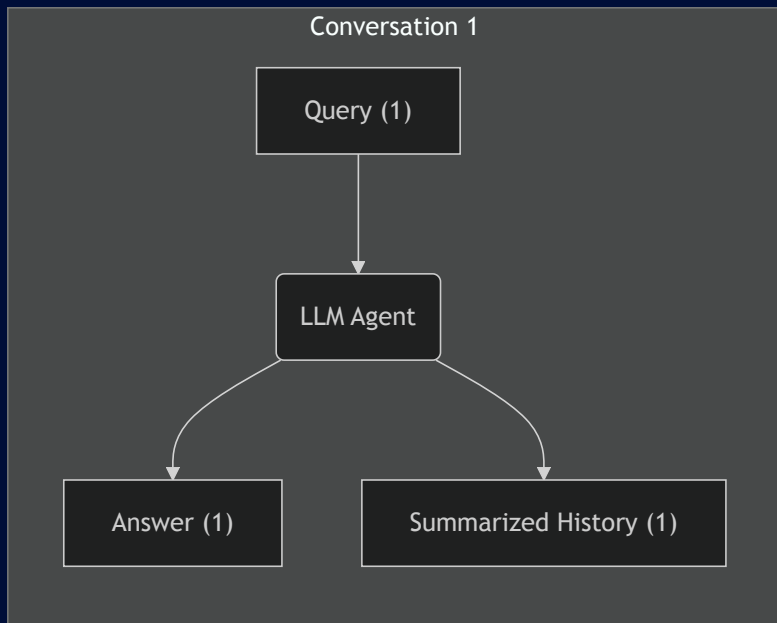 Conversation 1
Query (1)
LLM Agent
Answer (1)
Summarized History (1)